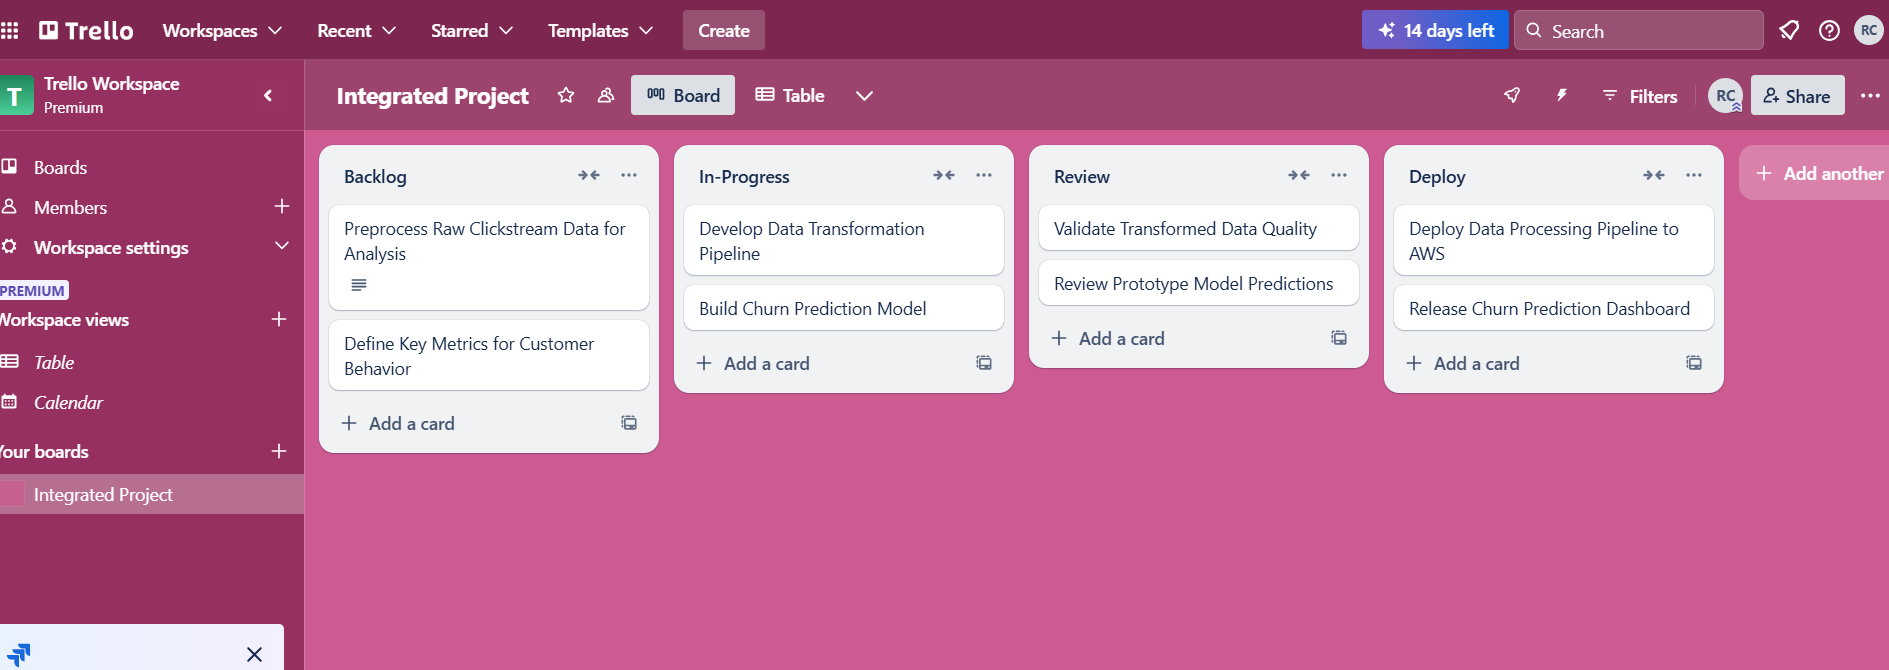 Trello
Workspaces
Recent
Starred
Templates
Create
14 days left
Search
RC
T
Trello Workspace
Premium
Integrated Project
Board
Table
Filters
RC
Share
Boards
Members
Workspace settings
PREMIUM
Workspace views
Table
Calendar
Your boards
Integrated Project
Backlog
Preprocess Raw Clickstream Data for
Analysis
Define Key Metrics for Customer
Behavior
Add a card
In-Progress
Develop Data Transformation
Pipeline
Build Churn Prediction Model
Add a card
Review
Validate Transformed Data Quality
Review Prototype Model Predictions
Add a card
Deploy
Deploy Data Processing Pipeline to
AWS
Release Churn Prediction Dashboard
Add a card
Add another